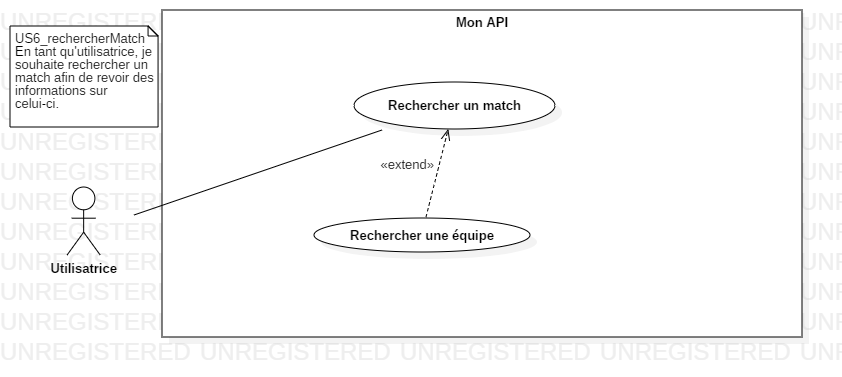 Mon API
US6_rechercherMatch
En tant qu'utilisatrice, je
souhaite rechercher un
match afin de revoir des
informations sur
celui-ci.
Rechercher un match
«extend»
Rechercher une équipe
Utilisatrice
UNREGISTERED UNREGISTERED UNREGISTERED UNREGISTERED